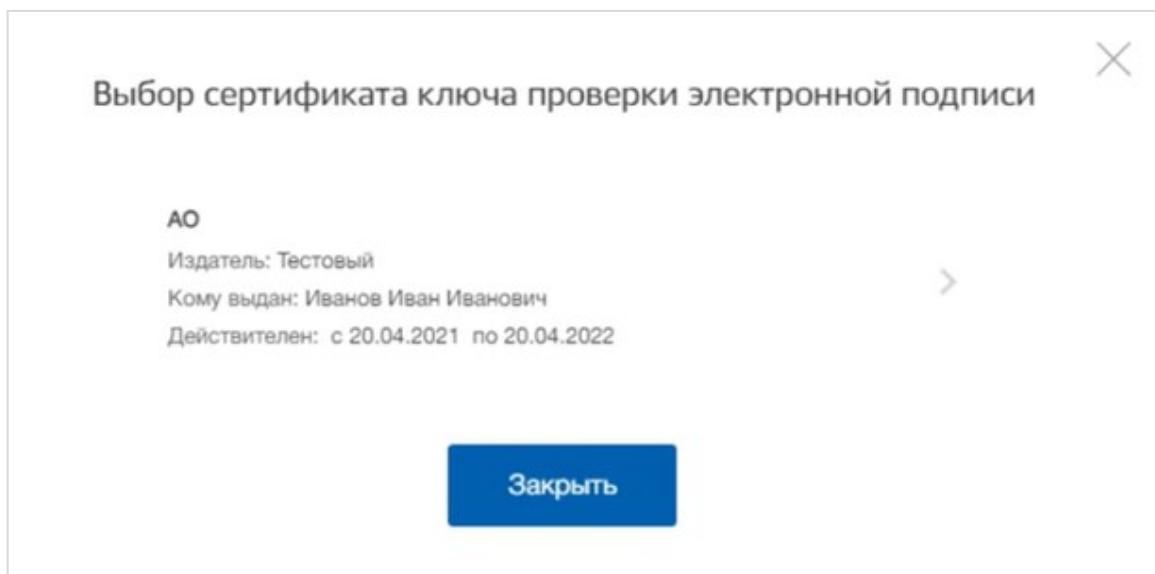 Выбор сертификата ключа проверки электронной подписи
АО
Издатель: Тестовый
Кому выдан: Иванов Иван Иванович
Действителен: с 20.04.2021 по 20.04.2022
Закрыть